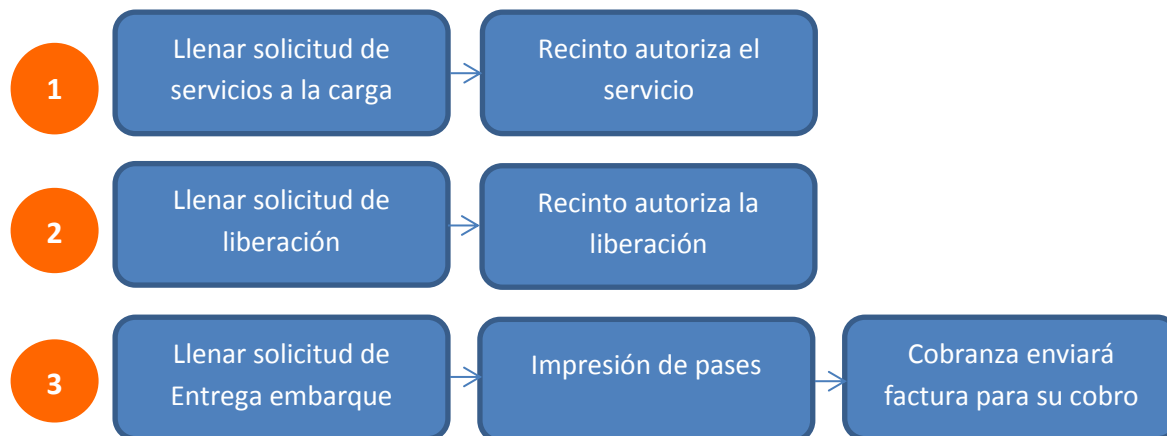 1
Llenar solicitud de
servicios a la carga
Recinto autoriza el
servicio
2
Llenar solicitud de
liberación
Recinto autoriza la
liberación
3
Llenar solicitud de
Entrega embarque
Impresión de pases
Cobranza enviará
factura para su cobro